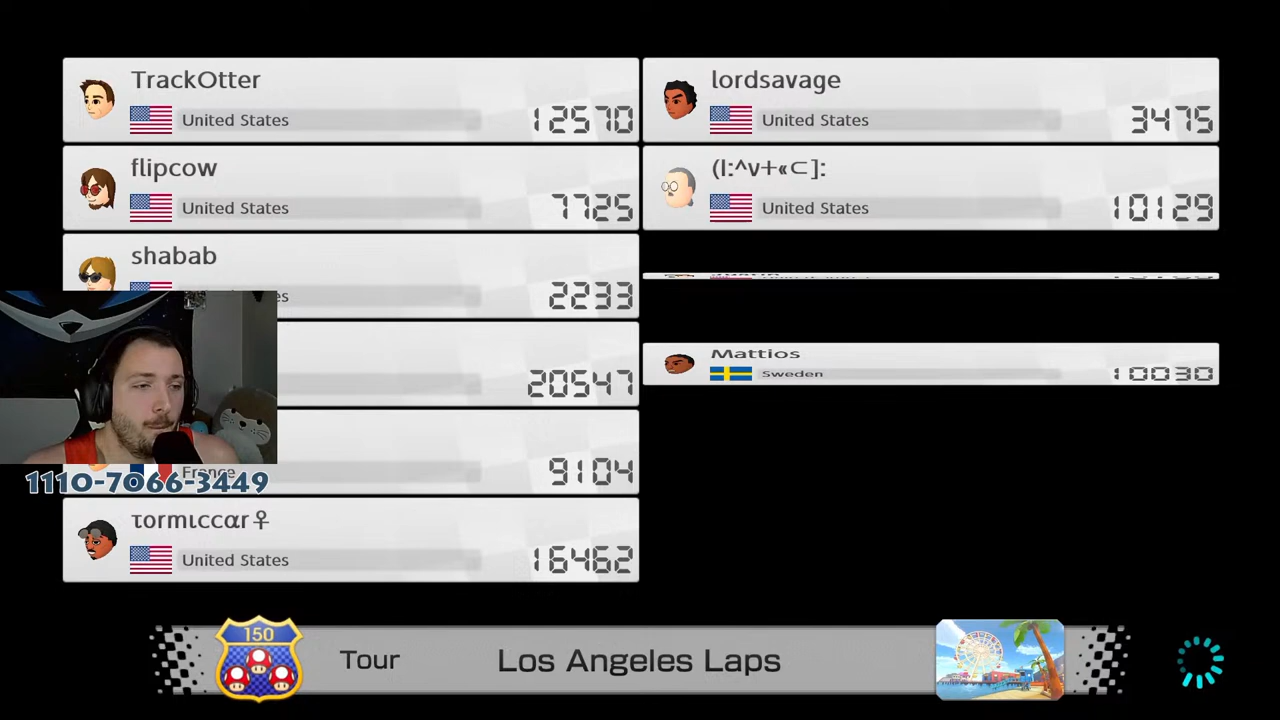 TrackOtter
United States
12570
flipcow
United States
7725
shabab
2233
20547
France
9104
1110-7066-3449
τormιccαr♀
United States
16462
lordsavage
United States
3475
(I:^v+«⊂]:
United States
10129
Mattios
Sweden
10030
150
Tour
Los Angeles Laps